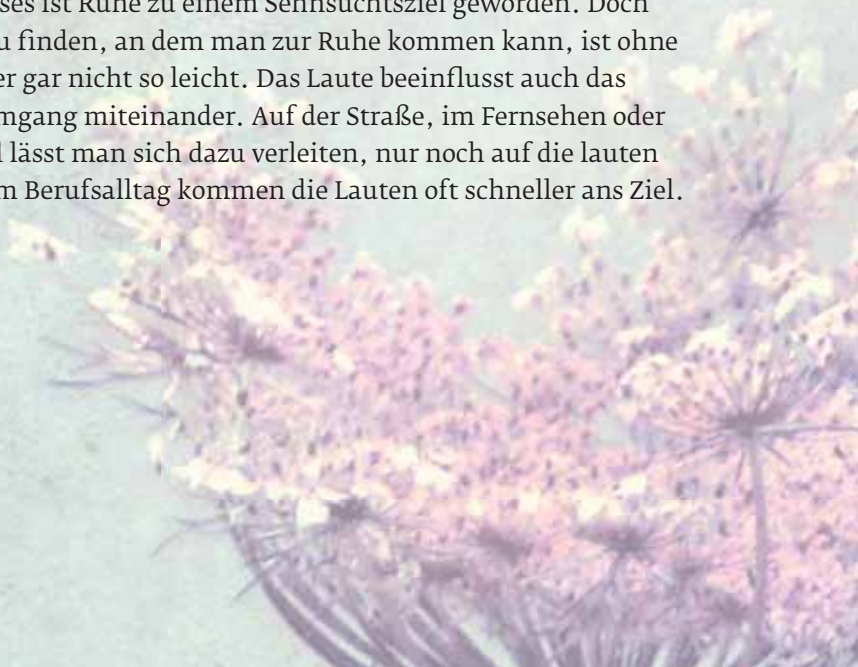 ses ist Ruhe zu einem Sehnsuchtsziel geworden. Doch
u finden, an dem man zur Ruhe kommen kann, ist ohne
er gar nicht so leicht. Das Laute beeinflusst auch das
mgang miteinander. Auf der Straße, im Fernsehen oder
l lässt man sich dazu verleiten, nur noch auf die lauten
m Berufsalltag kommen die Lauten oft schneller ans Ziel.